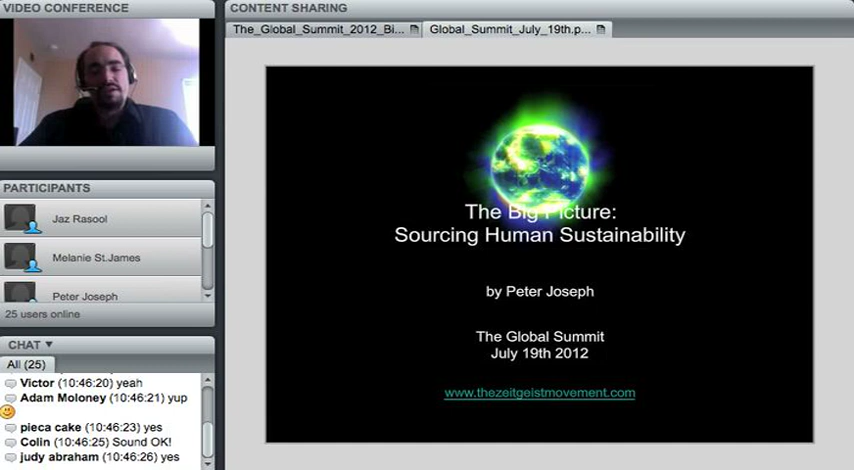 VIDEO CONFERENCE
CONTENT SHARING
The_Global_Summit_2012_Bi...
Global_Summit_July_19th.p...
PARTICIPANTS
Jaz Rasool
Melanie St.James
Peter Joseph
25 users online
CHAT
All (25)
Victor (10:46:20) yeah
Adam Moloney (10:46:21) yup
pieca cake (10:46:23) yes
Colin (10:46:25) Sound OK!
judy abraham (10:46:26) yes
The Big Picture:
Sourcing Human Sustainability
by Peter Joseph
The Global Summit
July 19th 2012
www.thezeitgeistmovement.com